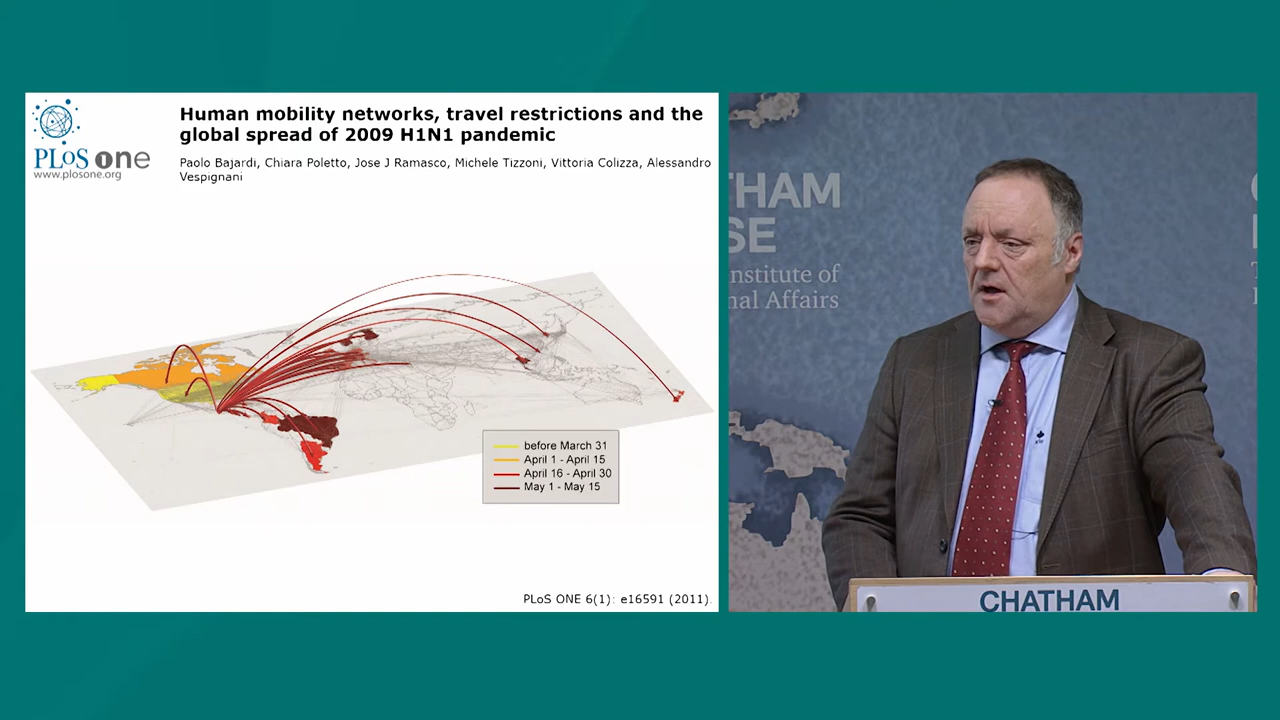 Human mobility networks, travel restrictions and the
global spread of 2009 H1N1 pandemic
PLoS one
www.plosone.org
Paolo Bajardi, Chiara Poletto, Jose J Ramasco, Michele Tizzoni, Vittoria Colizza, Alessandro
Vespignani
before March 31
April 1 - April 15
April 16 - April 30
May 1 - May 15
PLoS ONE 6(1): e16591 (2011).
THAM
SE
nstitute of
nal Affairs
CHATHAM